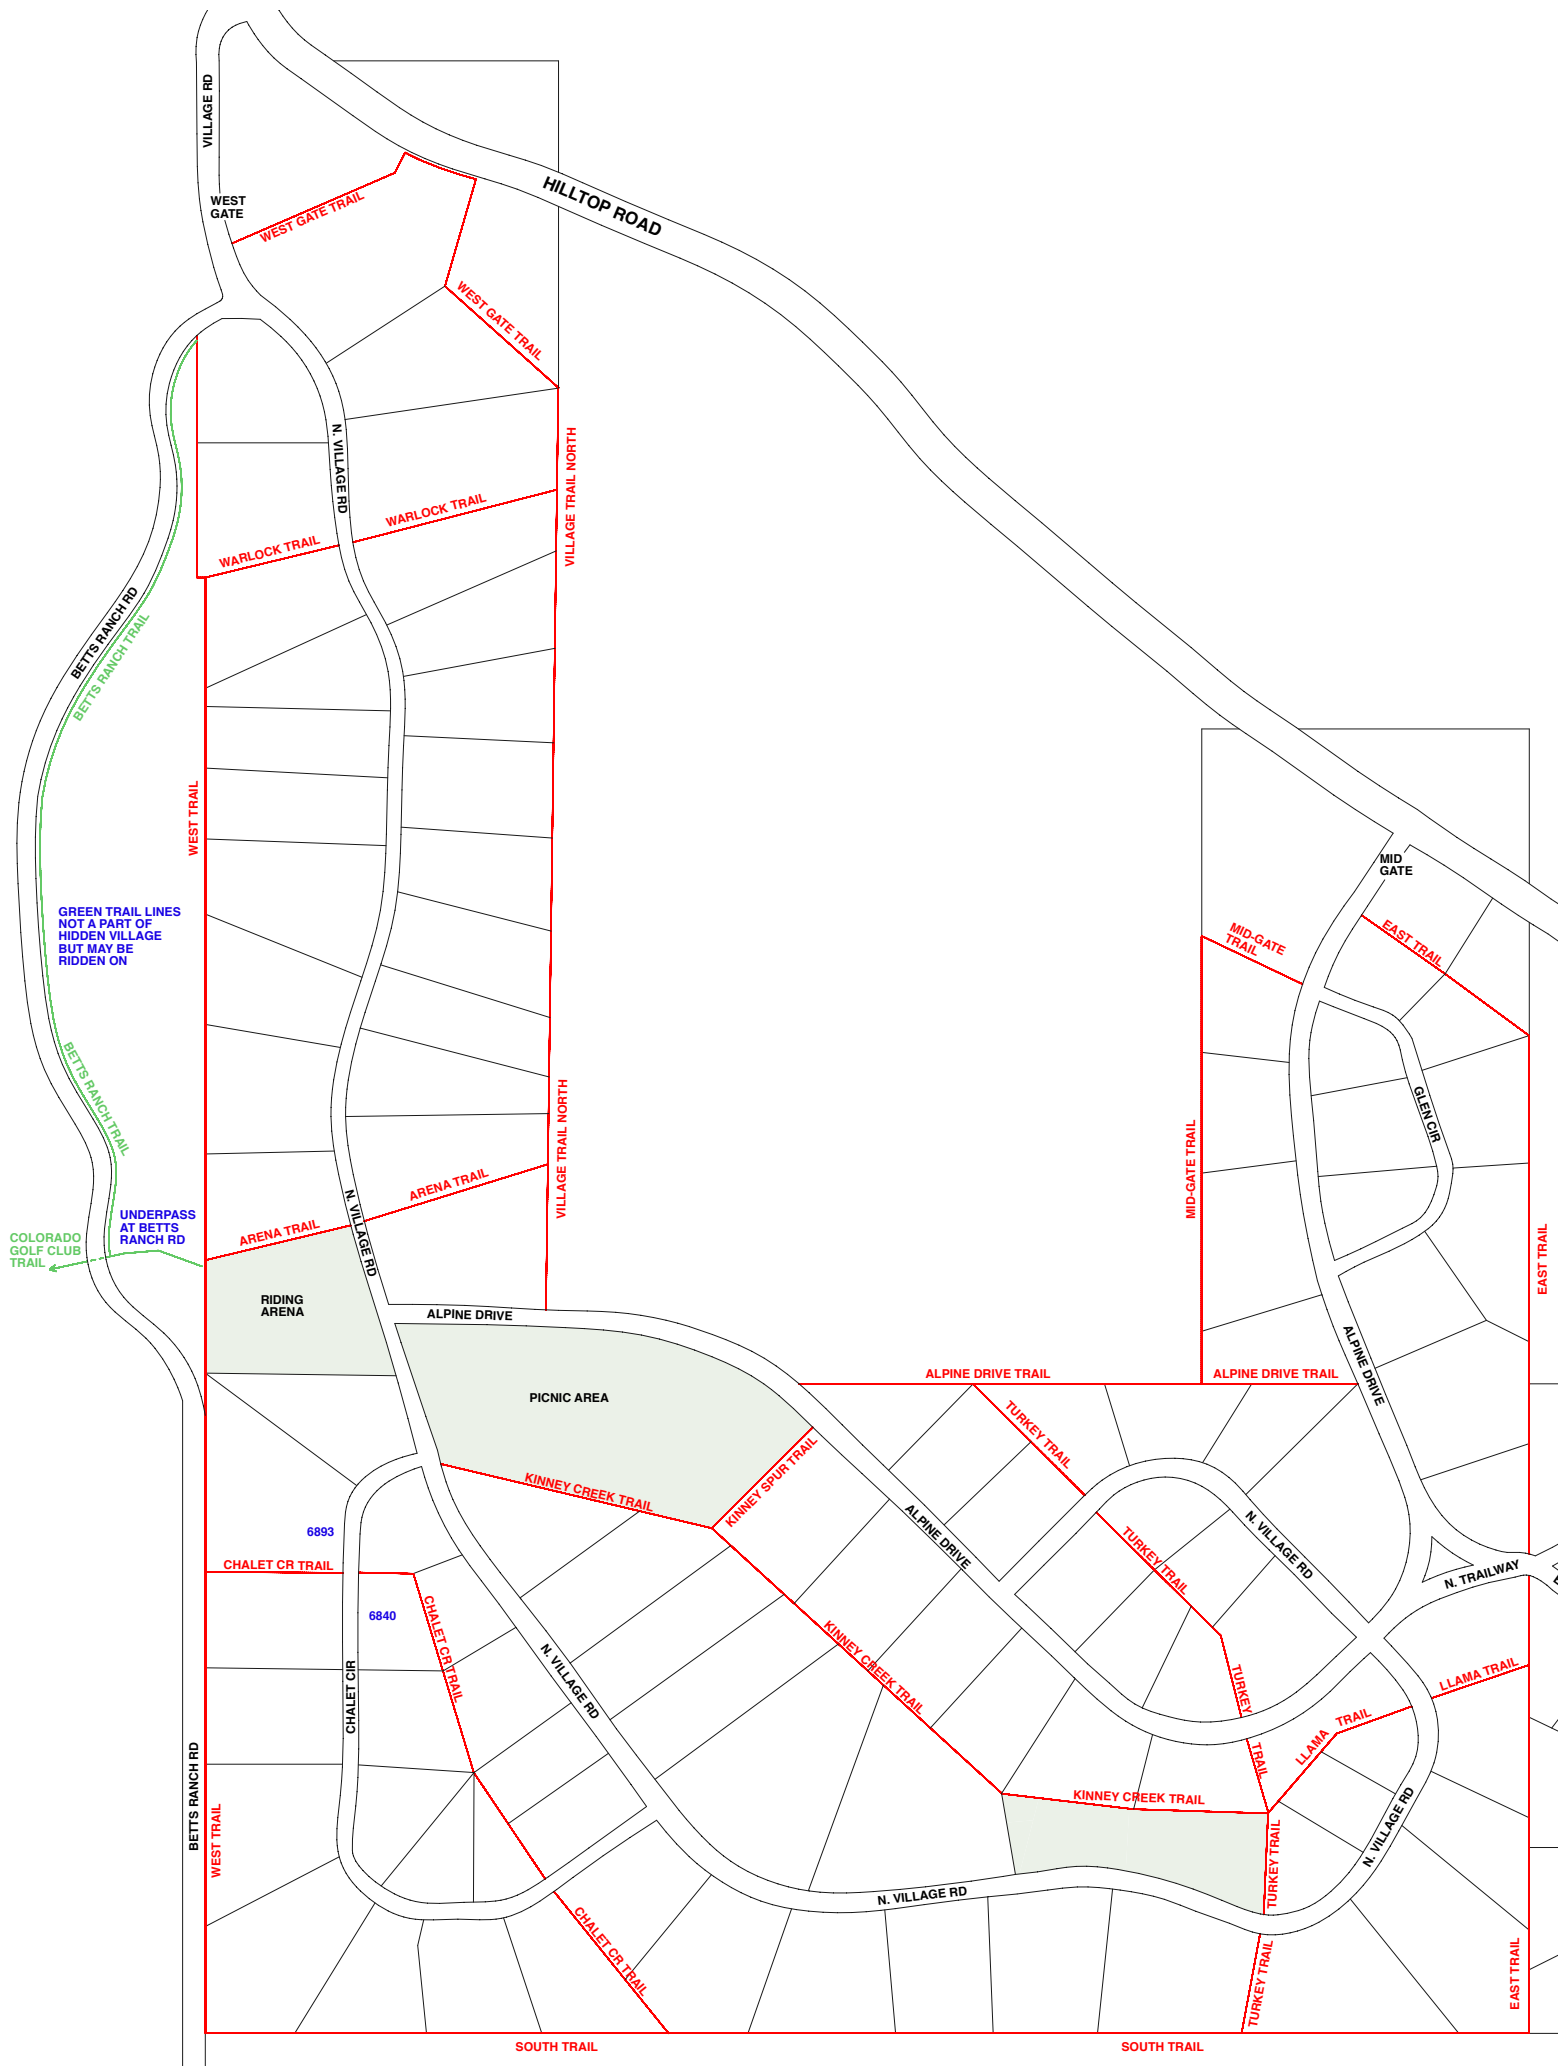 VILLAGE RD
WEST
GATE
WEST GATE TRAIL
HILLTOP ROAD
WEST GATE TRAIL
N. VILLAGE RD
VILLAGE TRAIL NORTH
WARLOCK TRAIL
WARLOCK TRAIL
BETTS RANCH RD
BETTS RANCH TRAIL
WEST TRAIL
MID
GATE
GREEN TRAIL LINES
NOT A PART OF
HIDDEN VILLAGE
BUT MAY BE
RIDDEN ON
MID-GATE
TRAIL
EAST TRAIL
BETTS RANCH TRAIL
GLEN CIR
VILLAGE TRAIL NORTH
MID-GATE TRAIL
ARENA TRAIL
ARENA TRAIL
N. VILLAGE RD
UNDERPASS
AT BETTS
RANCH RD
COLORADO
GOLF CLUB
TRAIL
EAST TRAIL
RIDING
ARENA
ALPINE DRIVE
ALPINE DRIVE
ALPINE DRIVE TRAIL
ALPINE DRIVE TRAIL
PICNIC AREA
TURKEY TRAIL
KINNEY SPUR TRAIL
KINNEY CREEK TRAIL
ALPINE DRIVE
N. VILLAGE RD
6893
CHALET CR TRAIL
TURKEY TRAIL
N. TRAILWAY
6840
CHALET CR TRAIL
CHALET CIR
N. VILLAGE RD
KINNEY CREEK TRAIL
TURKEY
TRAIL
LLAMA TRAIL
LLAMA
TRAIL
KINNEY CREEK TRAIL
BETTS RANCH RD
WEST TRAIL
N. VILLAGE RD
TURKEY TRAIL
N. VILLAGE RD
CHALET CR TRAIL
TURKEY TRAIL
EAST TRAIL
SOUTH TRAIL
SOUTH TRAIL